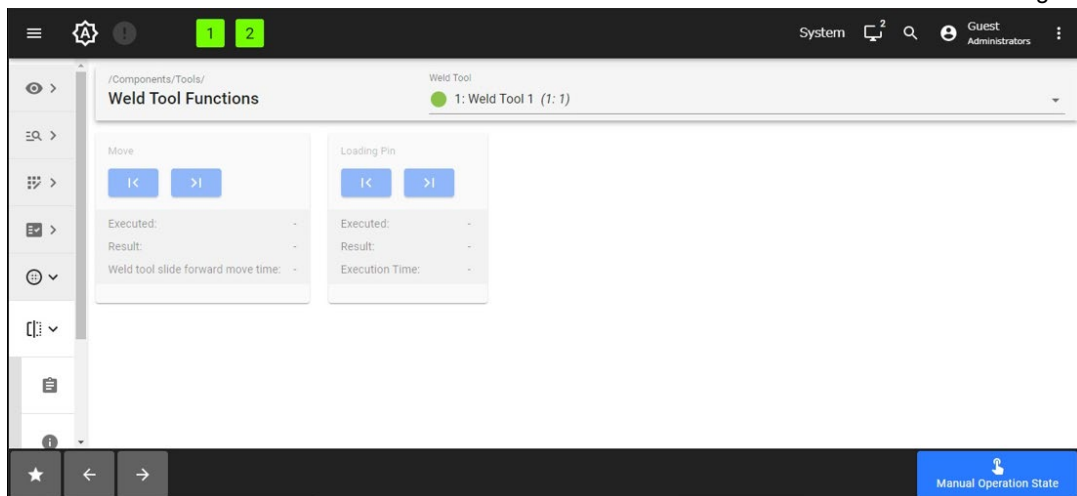 1 2 System 2 Guest
Administrators
/Components/Tools/
Weld Tool Functions
Weld Tool
1: Weld Tool 1 (1: 1)
Move
Executed: -
Result: -
Weld tool slide forward move time: -
Loading Pin
Executed: -
Result: -
Execution Time: -
Manual Operation State